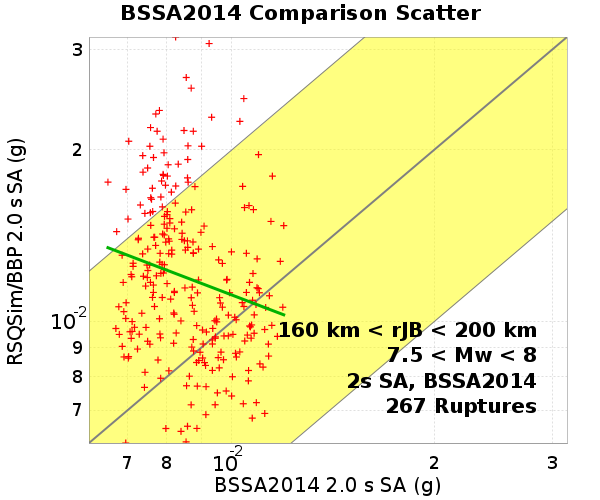 BSSA2014 Comparison Scatter
RSQSim/BBP 2.0 s SA (g)
3
2
10-2
9
8
7
160 km < rJB < 200 km
7.5 < Mw < 8
2s SA, BSSA2014
267 Ruptures
7 8 10-2 2 3
BSSA2014 2.0 s SA (g)